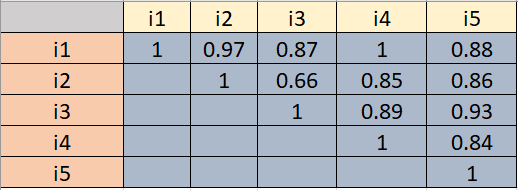 i1 i2 i3 i4 i5
i1 1 0.97 0.87 1 0.88
i2 1 0.66 0.85 0.86
i3 1 0.89 0.93
i4 1 0.84
i5 1